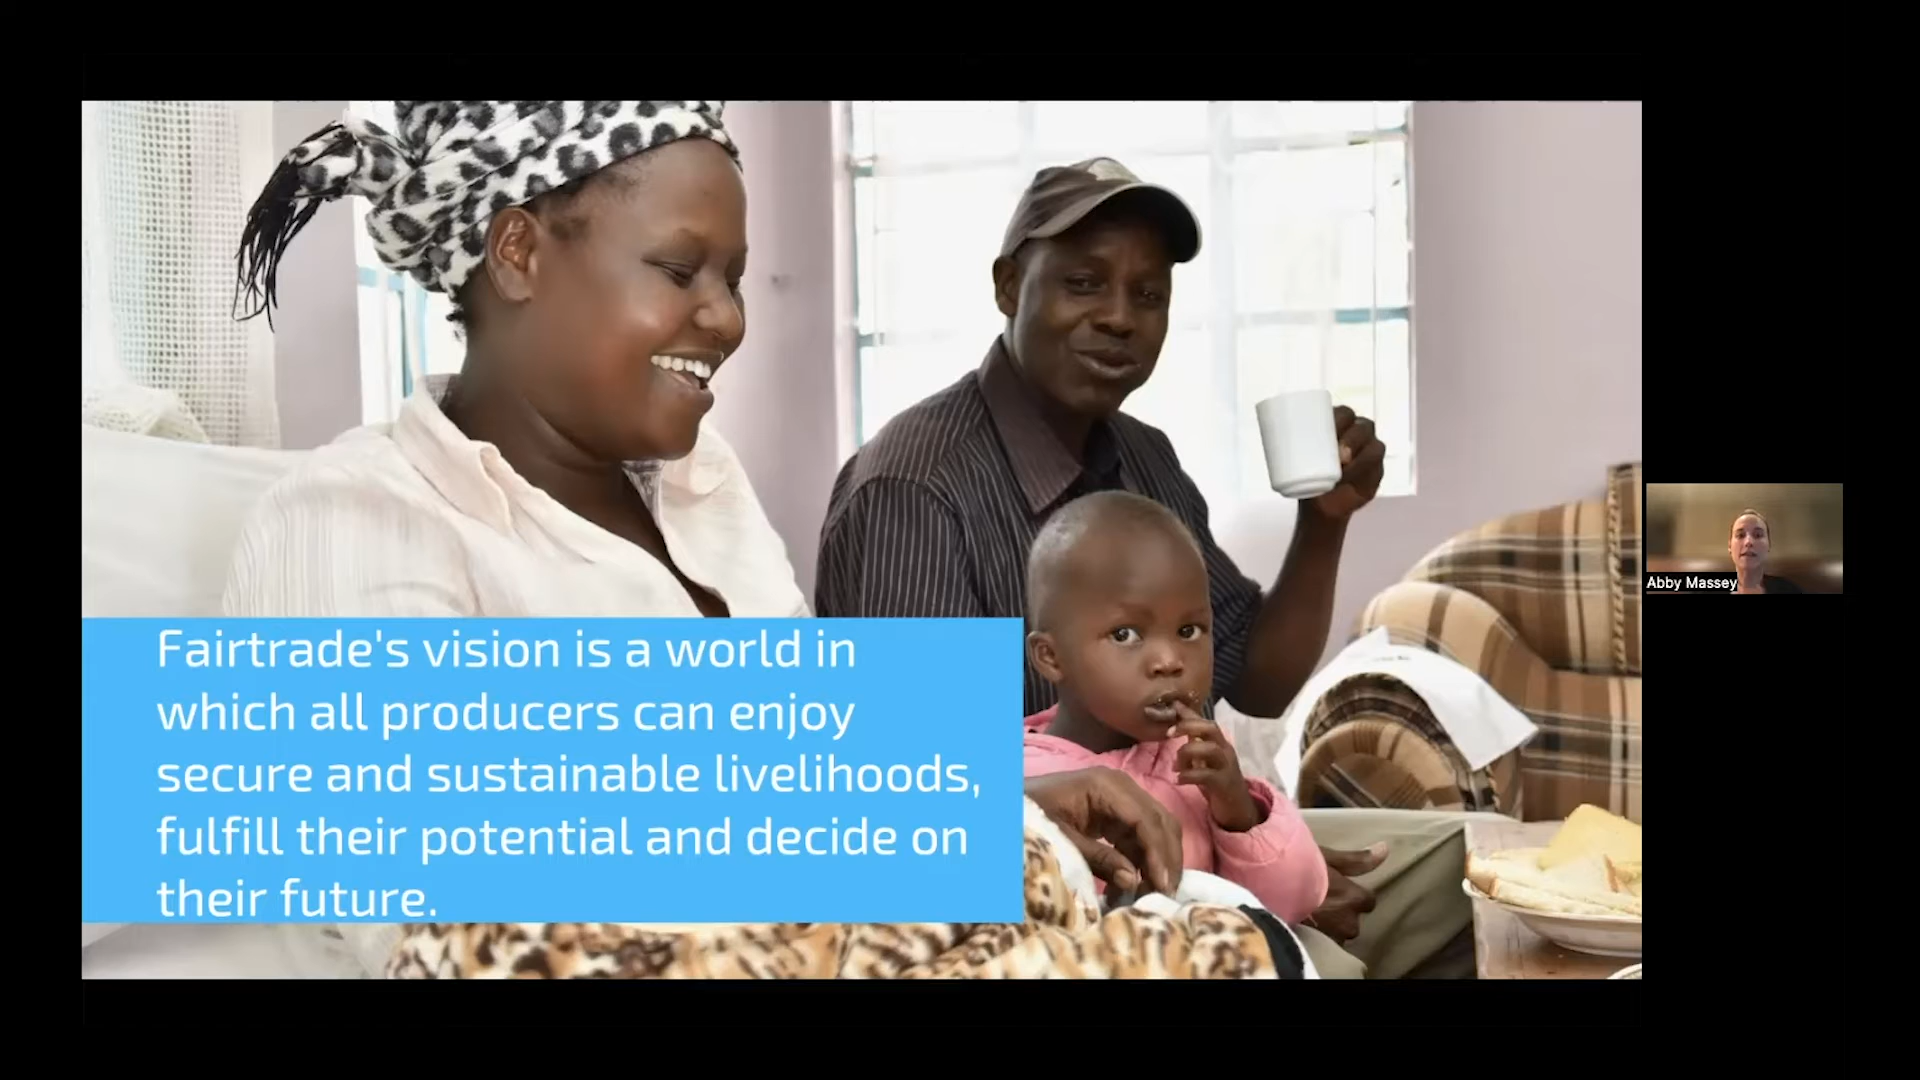 Fairtrade's vision is a world in
which all producers can enjoy
secure and sustainable livelihoods,
fulfill their potential and decide on
their future.
Abby Massey